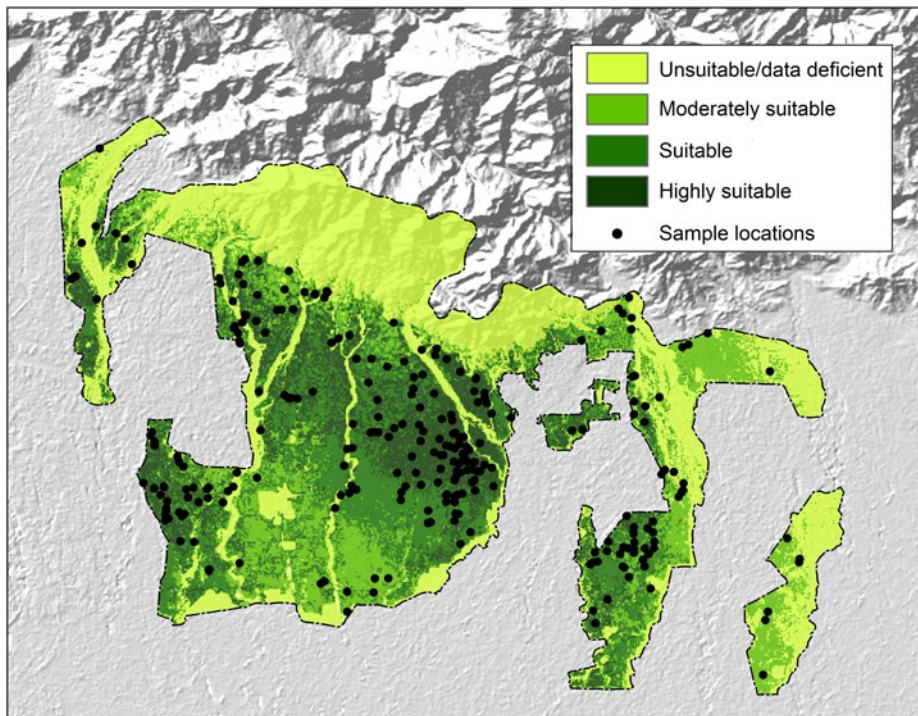 Unsuitable/data deficient
Moderately suitable
Suitable
Highly suitable
Sample locations